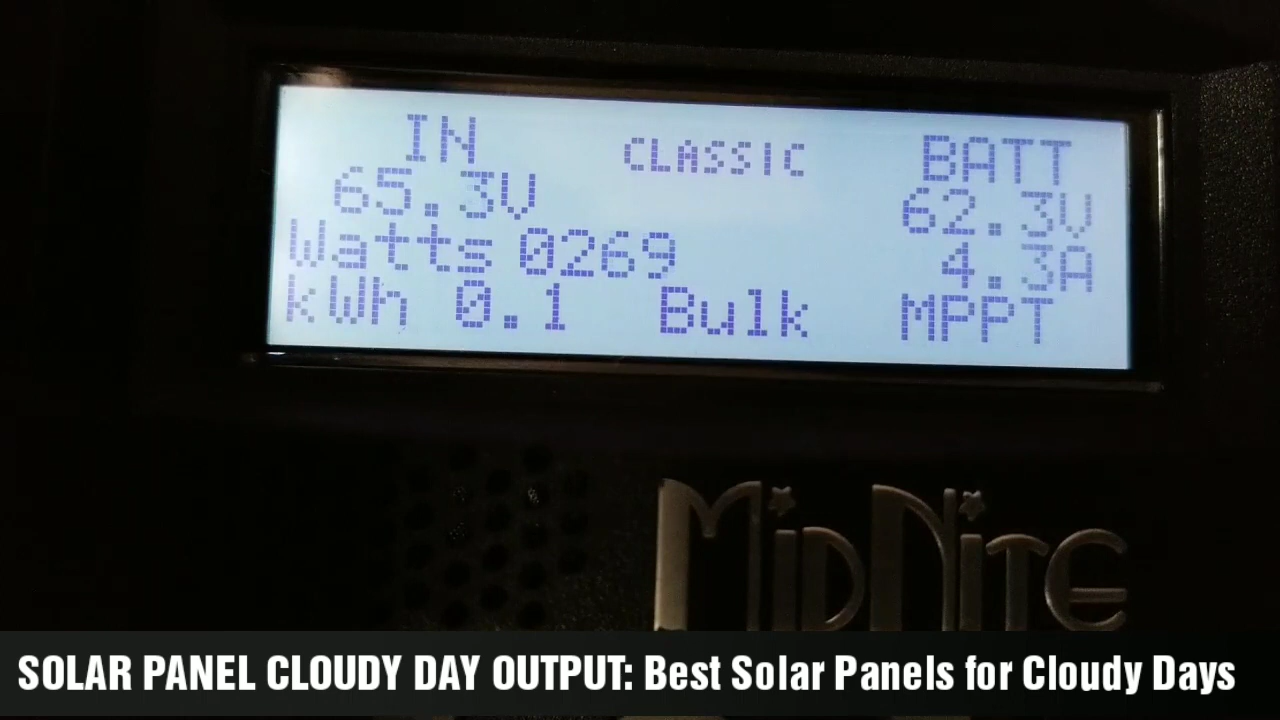 IN CLASSIC BATT
65.3V 62.3V
Watts 0269 4.3A
kWh 0.1 Bulk MPPT
MIDNITE
SOLAR PANEL CLOUDY DAY OUTPUT: Best Solar Panels for Cloudy Days